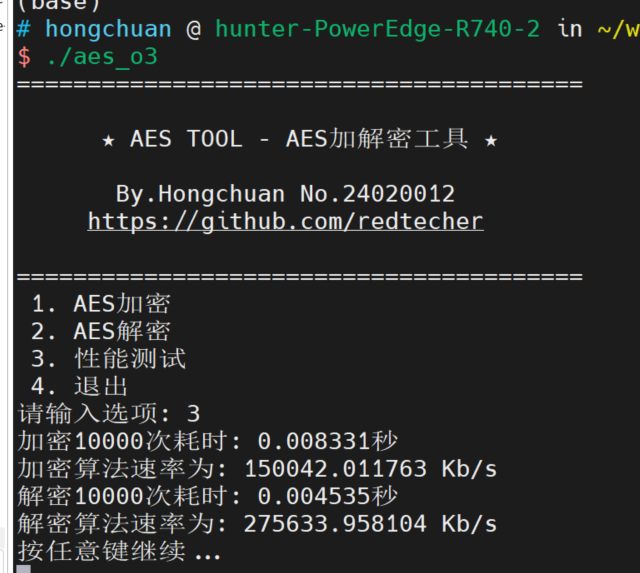 (base)
# hongchuan @ hunter-PowerEdge-R740-2 in ~/w
$ ./aes_o3
========================================
★ AES TOOL - AES加解密工具 ★
By.Hongchuan No.24020012
https://github.com/redtecher
========================================
1. AES加密
2. AES解密
3. 性能测试
4. 退出
请输入选项: 3
加密10000次耗时: 0.008331秒
加密算法速率为: 150042.011763 Kb/s
解密10000次耗时: 0.004535秒
解密算法速率为: 275633.958104 Kb/s
按任意键继续...